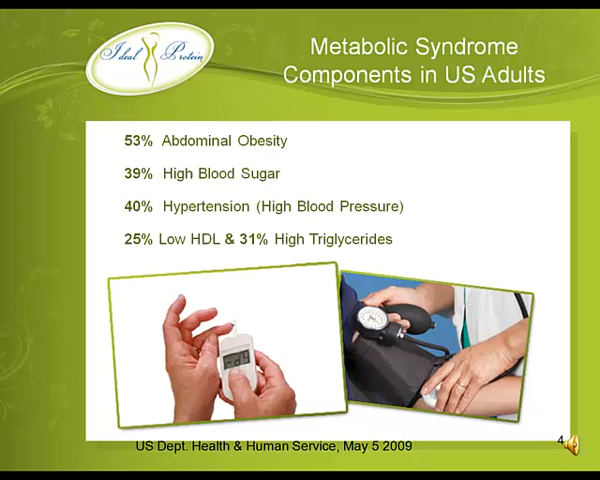 Ideal Protein
Metabolic Syndrome
Components in US Adults
53% Abdominal Obesity
39% High Blood Sugar
40% Hypertension (High Blood Pressure)
25% Low HDL & 31% High Triglycerides
US Dept. Health & Human Service, May 5 2009
4